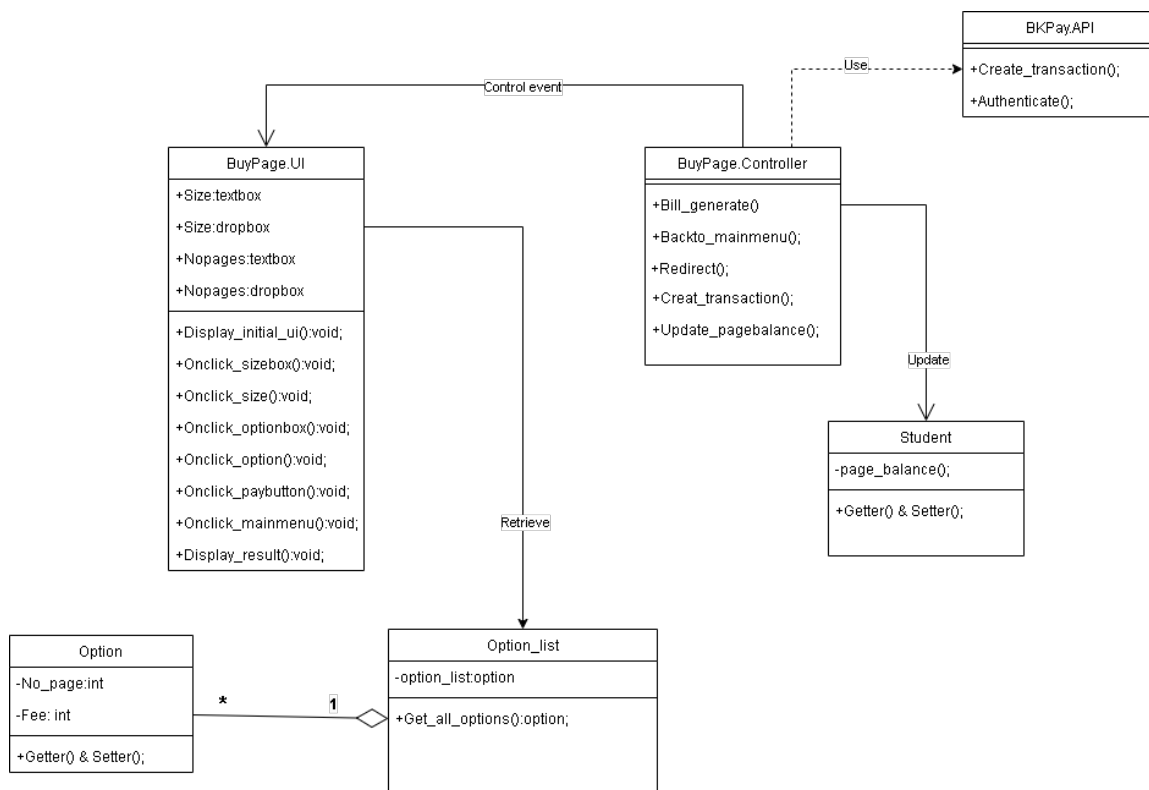 BKPay.API
+Create_transaction();
+Authenticate();
Use
Control event
BuyPage.UI
+Size:textbox
+Size:dropbox
+Nopages:textbox
+Nopages:dropbox
+Display_initial_ui():void;
+Onclick_sizebox():void;
+Onclick_size():void;
+Onclick_optionbox():void;
+Onclick_option():void;
+Onclick_paybutton():void;
+Onclick_mainmenu():void;
+Display_result():void;
BuyPage.Controller
+Bill_generate()
+Backto_mainmenu();
+Redirect();
+Creat_transaction();
+Update_pagebalance();
Update
Student
-page_balance();
+Getter() & Setter();
Retrieve
Option
-No_page:int
-Fee: int
+Getter() & Setter();
*
1
Option_list
-option_list:option
+Get_all_options():option;